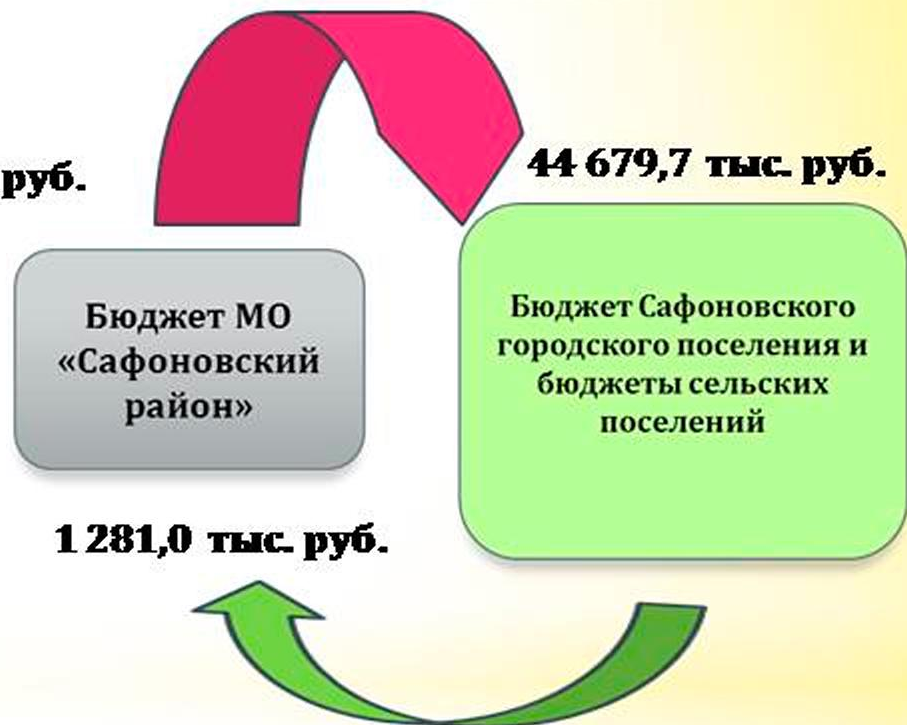 руб.
44 679,7 тыс. руб.
Бюджет МО
«Сафоновский
район»
Бюджет Сафоновского
городского поселения и
бюджеты сельских
поселений
1 281,0 тыс. руб.